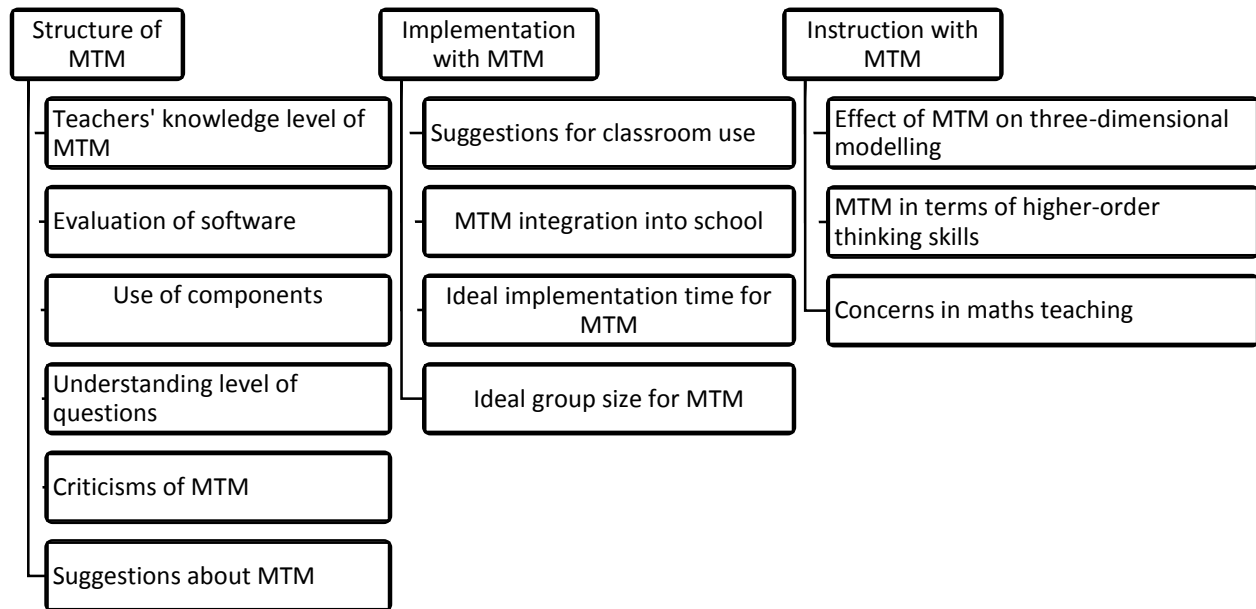 Structure of
MTM
Teachers' knowledge level of
MTM
Evaluation of software
Use of components
Understanding level of
questions
Criticisms of MTM
Suggestions about MTM
Implementation
with MTM
Suggestions for classroom use
MTM integration into school
Ideal implementation time for
MTM
Ideal group size for MTM
Instruction with
MTM
Effect of MTM on three-dimensional
modelling
MTM in terms of higher-order
thinking skills
Concerns in maths teaching